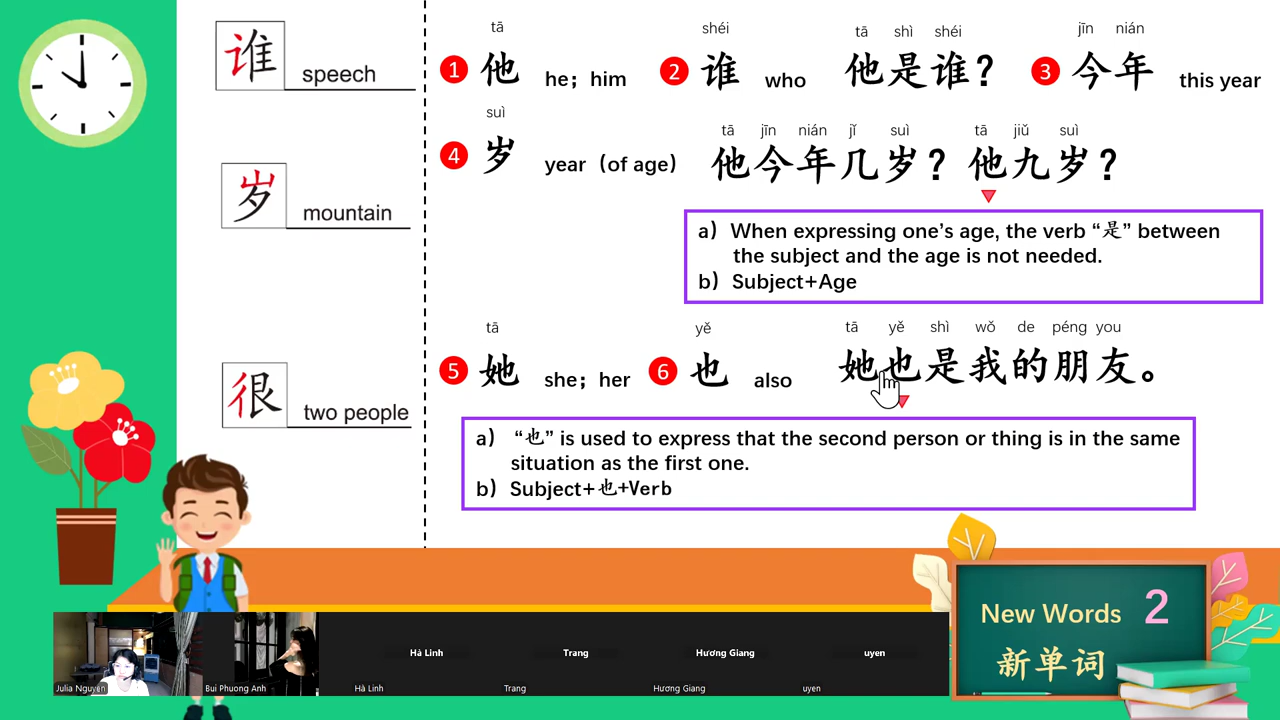 谁 speech
岁 mountain
很 two people
tā shéi tā shì shéi jīn nián
1 他 he; him 2 谁 who 他是谁? 3 今年 this year
suì tā jīn nián jǐ suì tā jiǔ suì
4 岁 year (of age) 他今年几岁? 他九岁?
a) When expressing one's age, the verb “是” between
the subject and the age is not needed.
b) Subject+Age
tā yě tā yě shì wǒ de péng you
5 她 she; her 6 也 also 她也是我的朋友。
a) “也” is used to express that the second person or thing is in the same
situation as the first one.
b) Subject+也+Verb
New Words 2
新单词
Hà Linh Trang Hương Giang uyen
Julia Nguyen Bui Phuong Anh Hà Linh Trang Hương Giang uyen